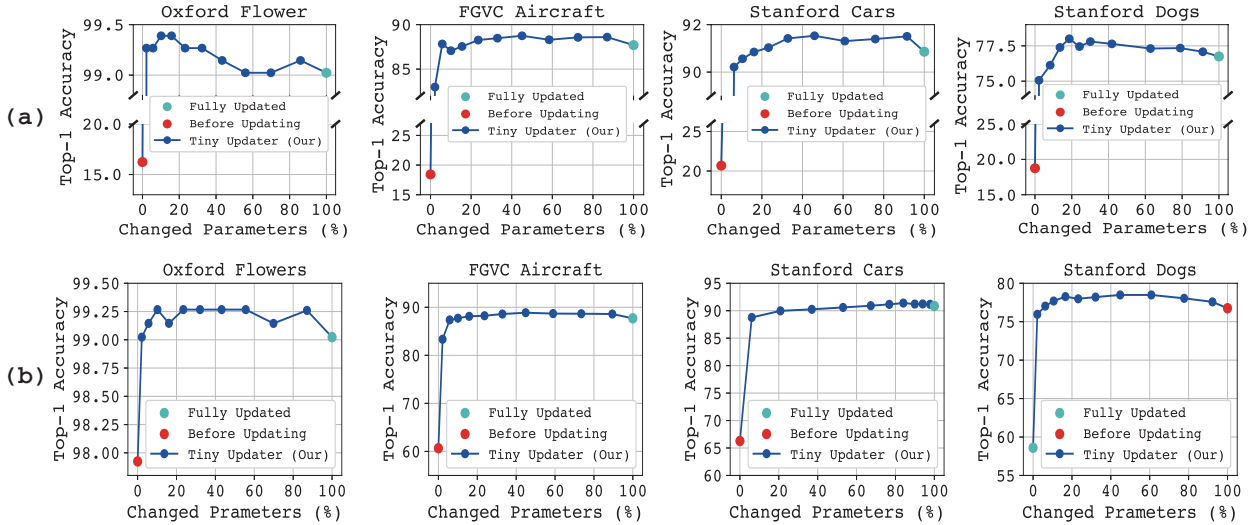 (a)
Oxford Flower
Top-1 Accuracy
99.5
99.0
20.0
15.0
Fully Updated
Before Updating
Tiny Updater (Our)
0 20 40 60 80 100
Changed Parameters (%)
FGVC Aircraft
Top-1 Accuracy
90
85
25
20
15
Fully Updated
Before Updating
Tiny Updater (Our)
0 20 40 60 80 100
Changed Parameters (%)
Stanford Cars
Top-1 Accuracy
92
90
25
20
Fully Updated
Before Updating
Tiny Updater (Our)
0 20 40 60 80 100
Changed Parameters (%)
Stanford Dogs
Top-1 Accuracy
77.5
75.0
25.0
20.0
15.0
Fully Updated
Before Updating
Tiny Updater (Our)
0 20 40 60 80 100
Changed Parameters (%)
(b)
Oxford Flowers
Top-1 Accuracy
99.50
99.25
99.00
98.75
98.50
98.25
98.00
Fully Updated
Before Updating
Tiny Updater (Our)
0 20 40 60 80 100
Changed Prameters (%)
FGVC Aircraft
Top-1 Accuracy
90
80
70
60
Fully Updated
Before Updating
Tiny Updater (Our)
0 20 40 60 80 100
Changed Prameters (%)
Stanford Cars
Top-1 Accuracy
95
90
85
80
75
70
65
60
Fully Updated
Before Updating
Tiny Updater (Our)
0 20 40 60 80 100
Changed Prameters (%)
Stanford Dogs
Top-1 Accuracy
80
75
70
65
60
55
Fully Updated
Before Updating
Tiny Updater (Our)
0 20 40 60 80 100
Changed Prameters (%)